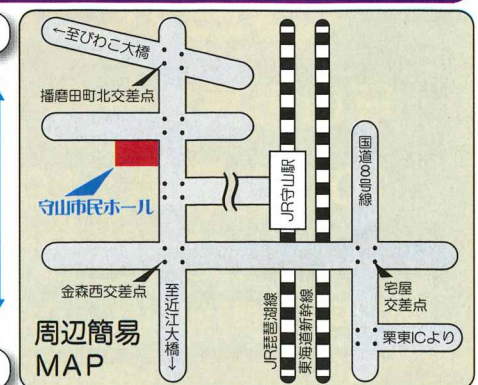 ←至びわこ大橋
播磨田町北交差点
守山市民ホール
JR守山駅
国道8号線
金森西交差点
至近江大橋→
宅屋
交差点
栗東ICより
JR琵琶湖線
東海道新幹線
周辺簡易
MAP